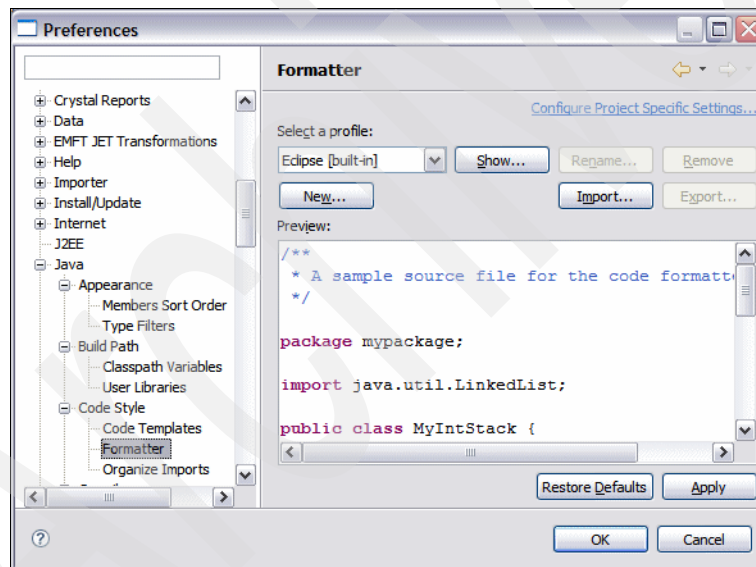 Preferences
Formatter
Configure Project Specific Settings...
Crystal Reports
Data
EMFT JET Transformations
Help
Importer
Install/Update
Internet
J2EE
Java
Appearance
Members Sort Order
Type Filters
Build Path
Classpath Variables
User Libraries
Code Style
Code Templates
Formatter
Organize Imports
Select a profile:
Eclipse [built-in]
Show...
Rename...
Remove
New...
Import...
Export...
Preview:
/**
* A sample source file for the code formatte
*/
package mypackage;
import java.util.LinkedList;
public class MyIntStack {
Restore Defaults
Apply
?
OK
Cancel